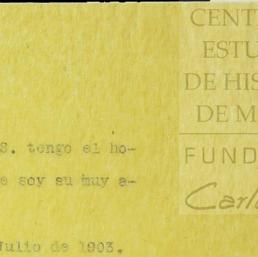 CENT
ESTU
DE HIS
DE M
FUND
Carl
S. tengo el ho-
e soy su muy a-
Julio de 1903.